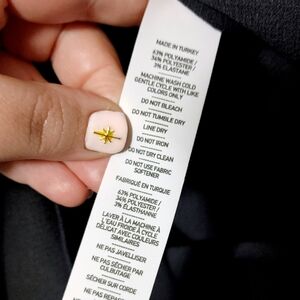 MADE IN TURKEY
63% POLYAMIDE /
34% POLYESTER /
3% ELASTANE
MACHINE WASH COLD
GENTLE CYCLE WITH LIKE
COLORS ONLY
DO NOT BLEACH
DO NOT TUMBLE DRY
LINE DRY
DO NOT IRON
DO NOT DRY CLEAN
DO NOT USE FABRIC
SOFTENER
FABRIQUÉ EN TURQUIE
63% POLYAMIDE /
34% POLYESTER /
3% ÉLASTHANNE
LAVER À LA MACHINE À
L'EAU FROIDE À CYCLE
DÉLICAT AVEC COULEURS
SIMILAIRES
NE PAS JAVELLISER
NE PAS SÉCHER PAR
CULBUTAGE
SÉCHER SUR CORDE
NE PAS REPASSER
NE PAS